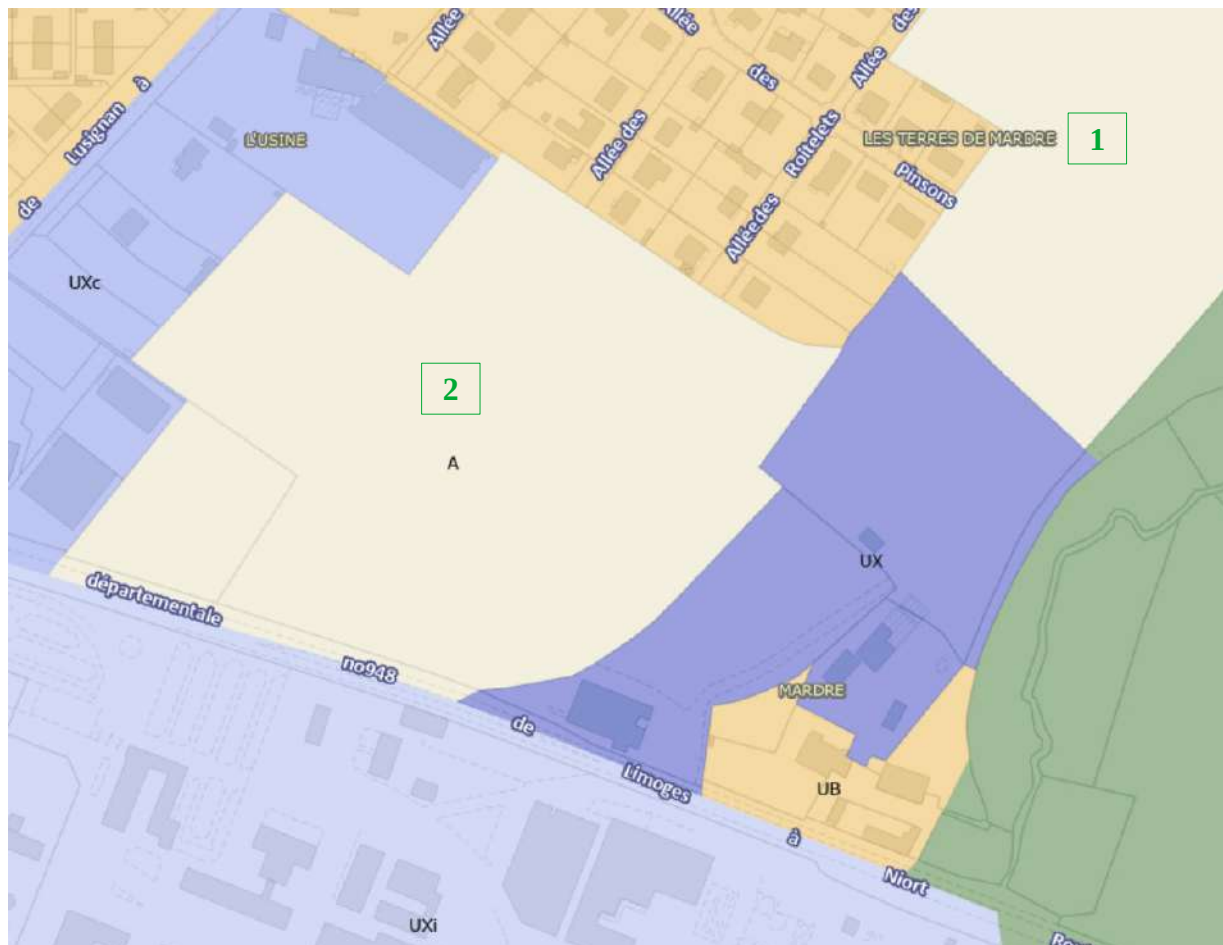 Allée
Allée
des
à
Lusignan
de
L'USINE
des
Allée
Allée des
Roitelets
LES TERRES DE MARDRE
1
Pinsons
Allée des
UXc
2
A
UX
départementale
no948
MARDRE
de
Limoges
UB
à
Niort
UXi